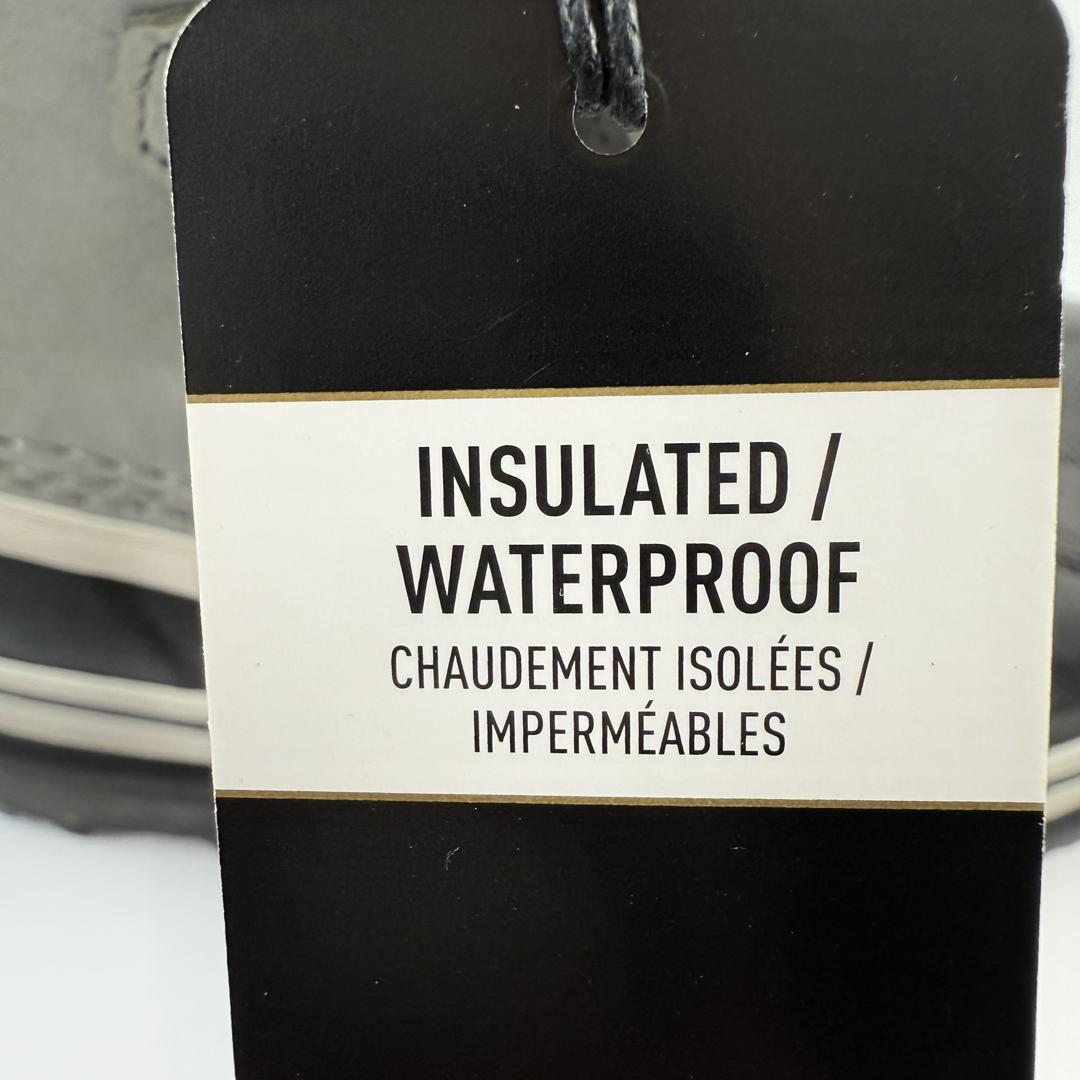 INSULATED /
WATERPROOF
CHAUDEMENT ISOLÉES /
IMPERMÉABLES